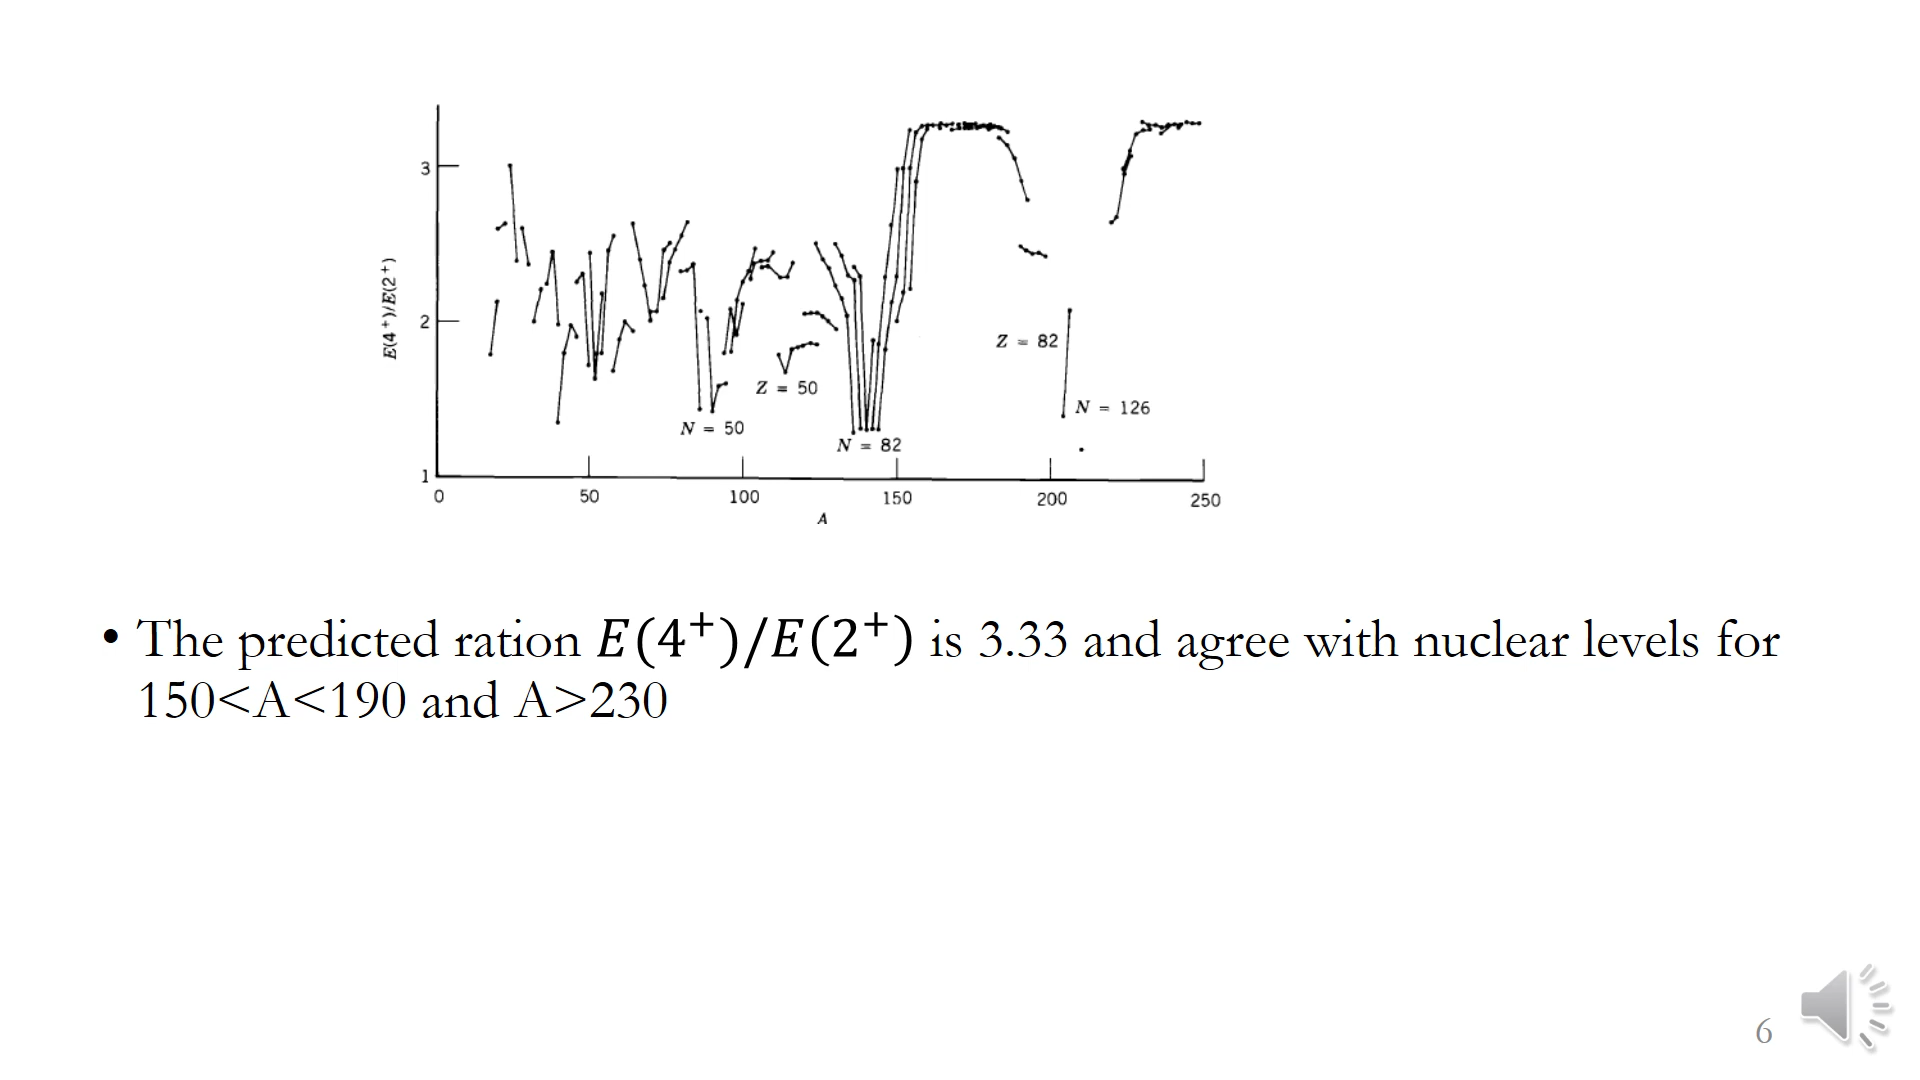 E(4⁺)/E(2⁺)
3
2
1
Z = 82
Z = 50
N = 126
N = 50
N = 82
0 50 100 150 200 250
A
• The predicted ration E(4⁺)/E(2⁺) is 3.33 and agree with nuclear levels for
150<A<190 and A>230
6